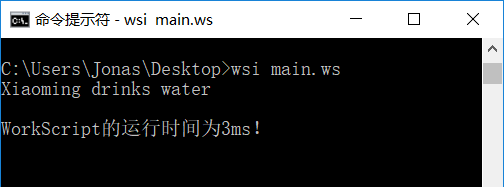 命令提示符 - wsi  main.ws
C:\Users\Jonas\Desktop>wsi main.ws
Xiaoming drinks water
WorkScript的运行时间为3ms!